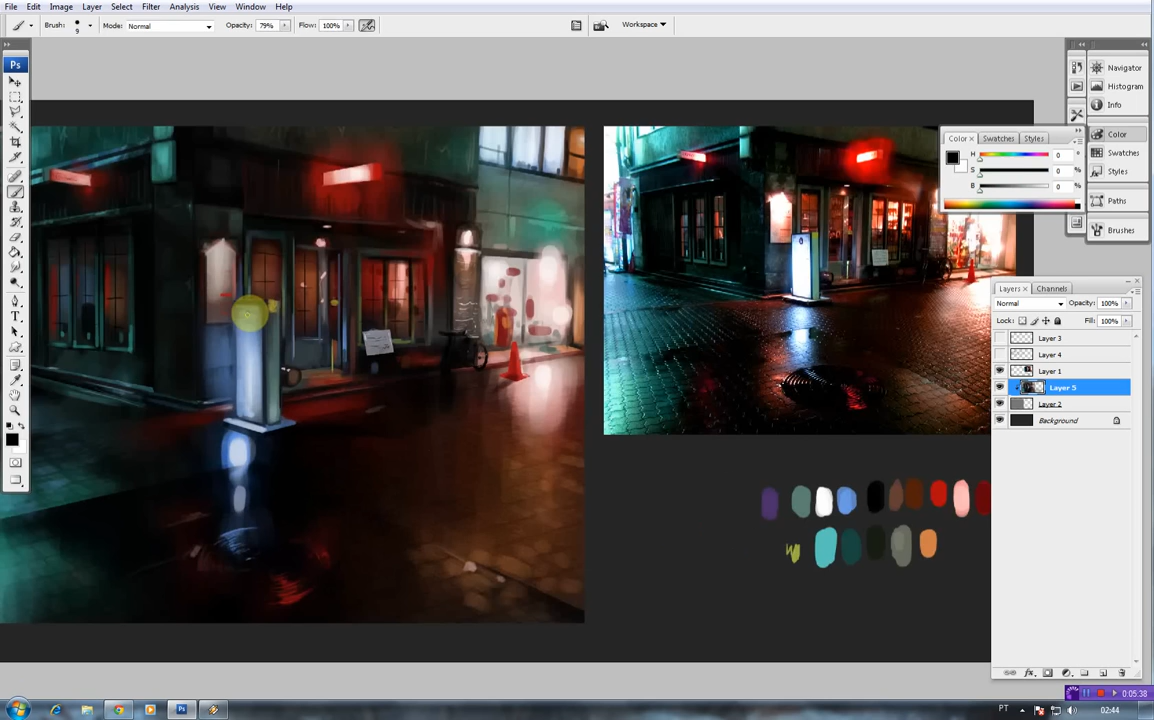 File Edit Image Layer Select Filter Analysis View Window Help
Brush: 9 Mode: Normal Opacity: 79% Flow: 100% Workspace
Ps
Navigator
Histogram
Info
Color
Swatches
Styles
Paths
Brushes
Color Swatches Styles
H 0 °
S 0 %
B 0 %
Layers Channels
Normal Opacity: 100%
Lock: Fill: 100%
Layer 3
Layer 4
Layer 1
Layer 5
Layer 2
Background
0:05:38
Ps PT 02:44